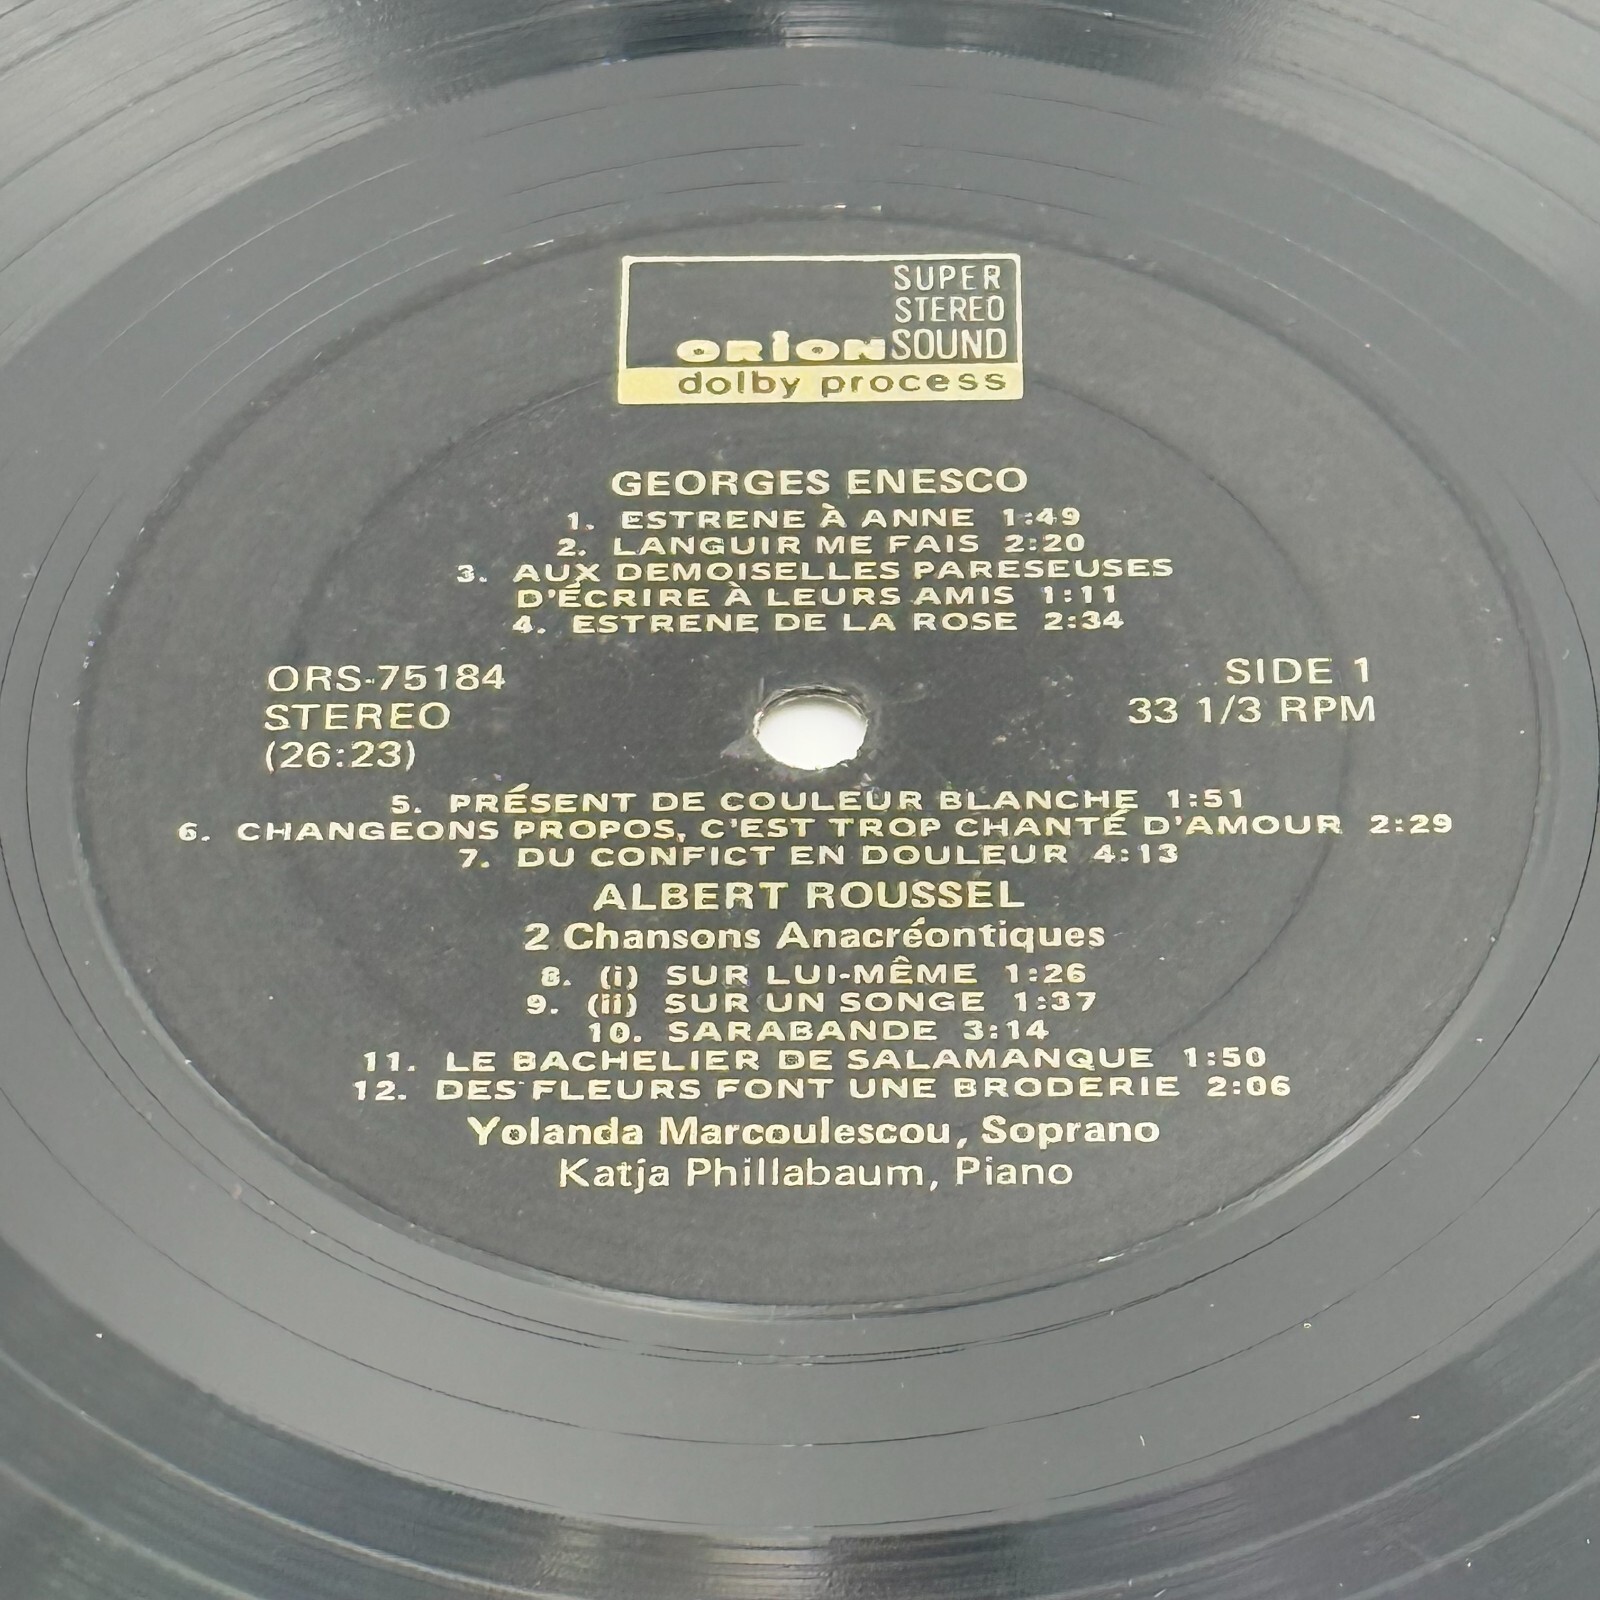 SUPER
STEREO
ORION SOUND
dolby process
GEORGES ENESCO
1. ESTRENE À ANNE 1:49
2. LANGUIR ME FAIS 2:20
3. AUX DEMOISELLES PARESEUSES
D'ÉCRIRE À LEURS AMIS 1:11
4. ESTRENE DE LA ROSE 2:34
ORS-75184
STEREO
(26:23)
SIDE 1
33 1/3 RPM
5. PRÉSENT DE COULEUR BLANCHE 1:51
6. CHANGEONS PROPOS, C'EST TROP CHANTÉ D'AMOUR 2:29
7. DU CONFICT EN DOULEUR 4:13
ALBERT ROUSSEL
2 Chansons Anacréontiques
8. (i) SUR LUI-MÊME 1:26
9. (ii) SUR UN SONGE 1:37
10. SARABANDE 3:14
11. LE BACHELIER DE SALAMANQUE 1:50
12. DES FLEURS FONT UNE BRODERIE 2:06
Yolanda Marcoulescou, Soprano
Katja Phillabaum, Piano